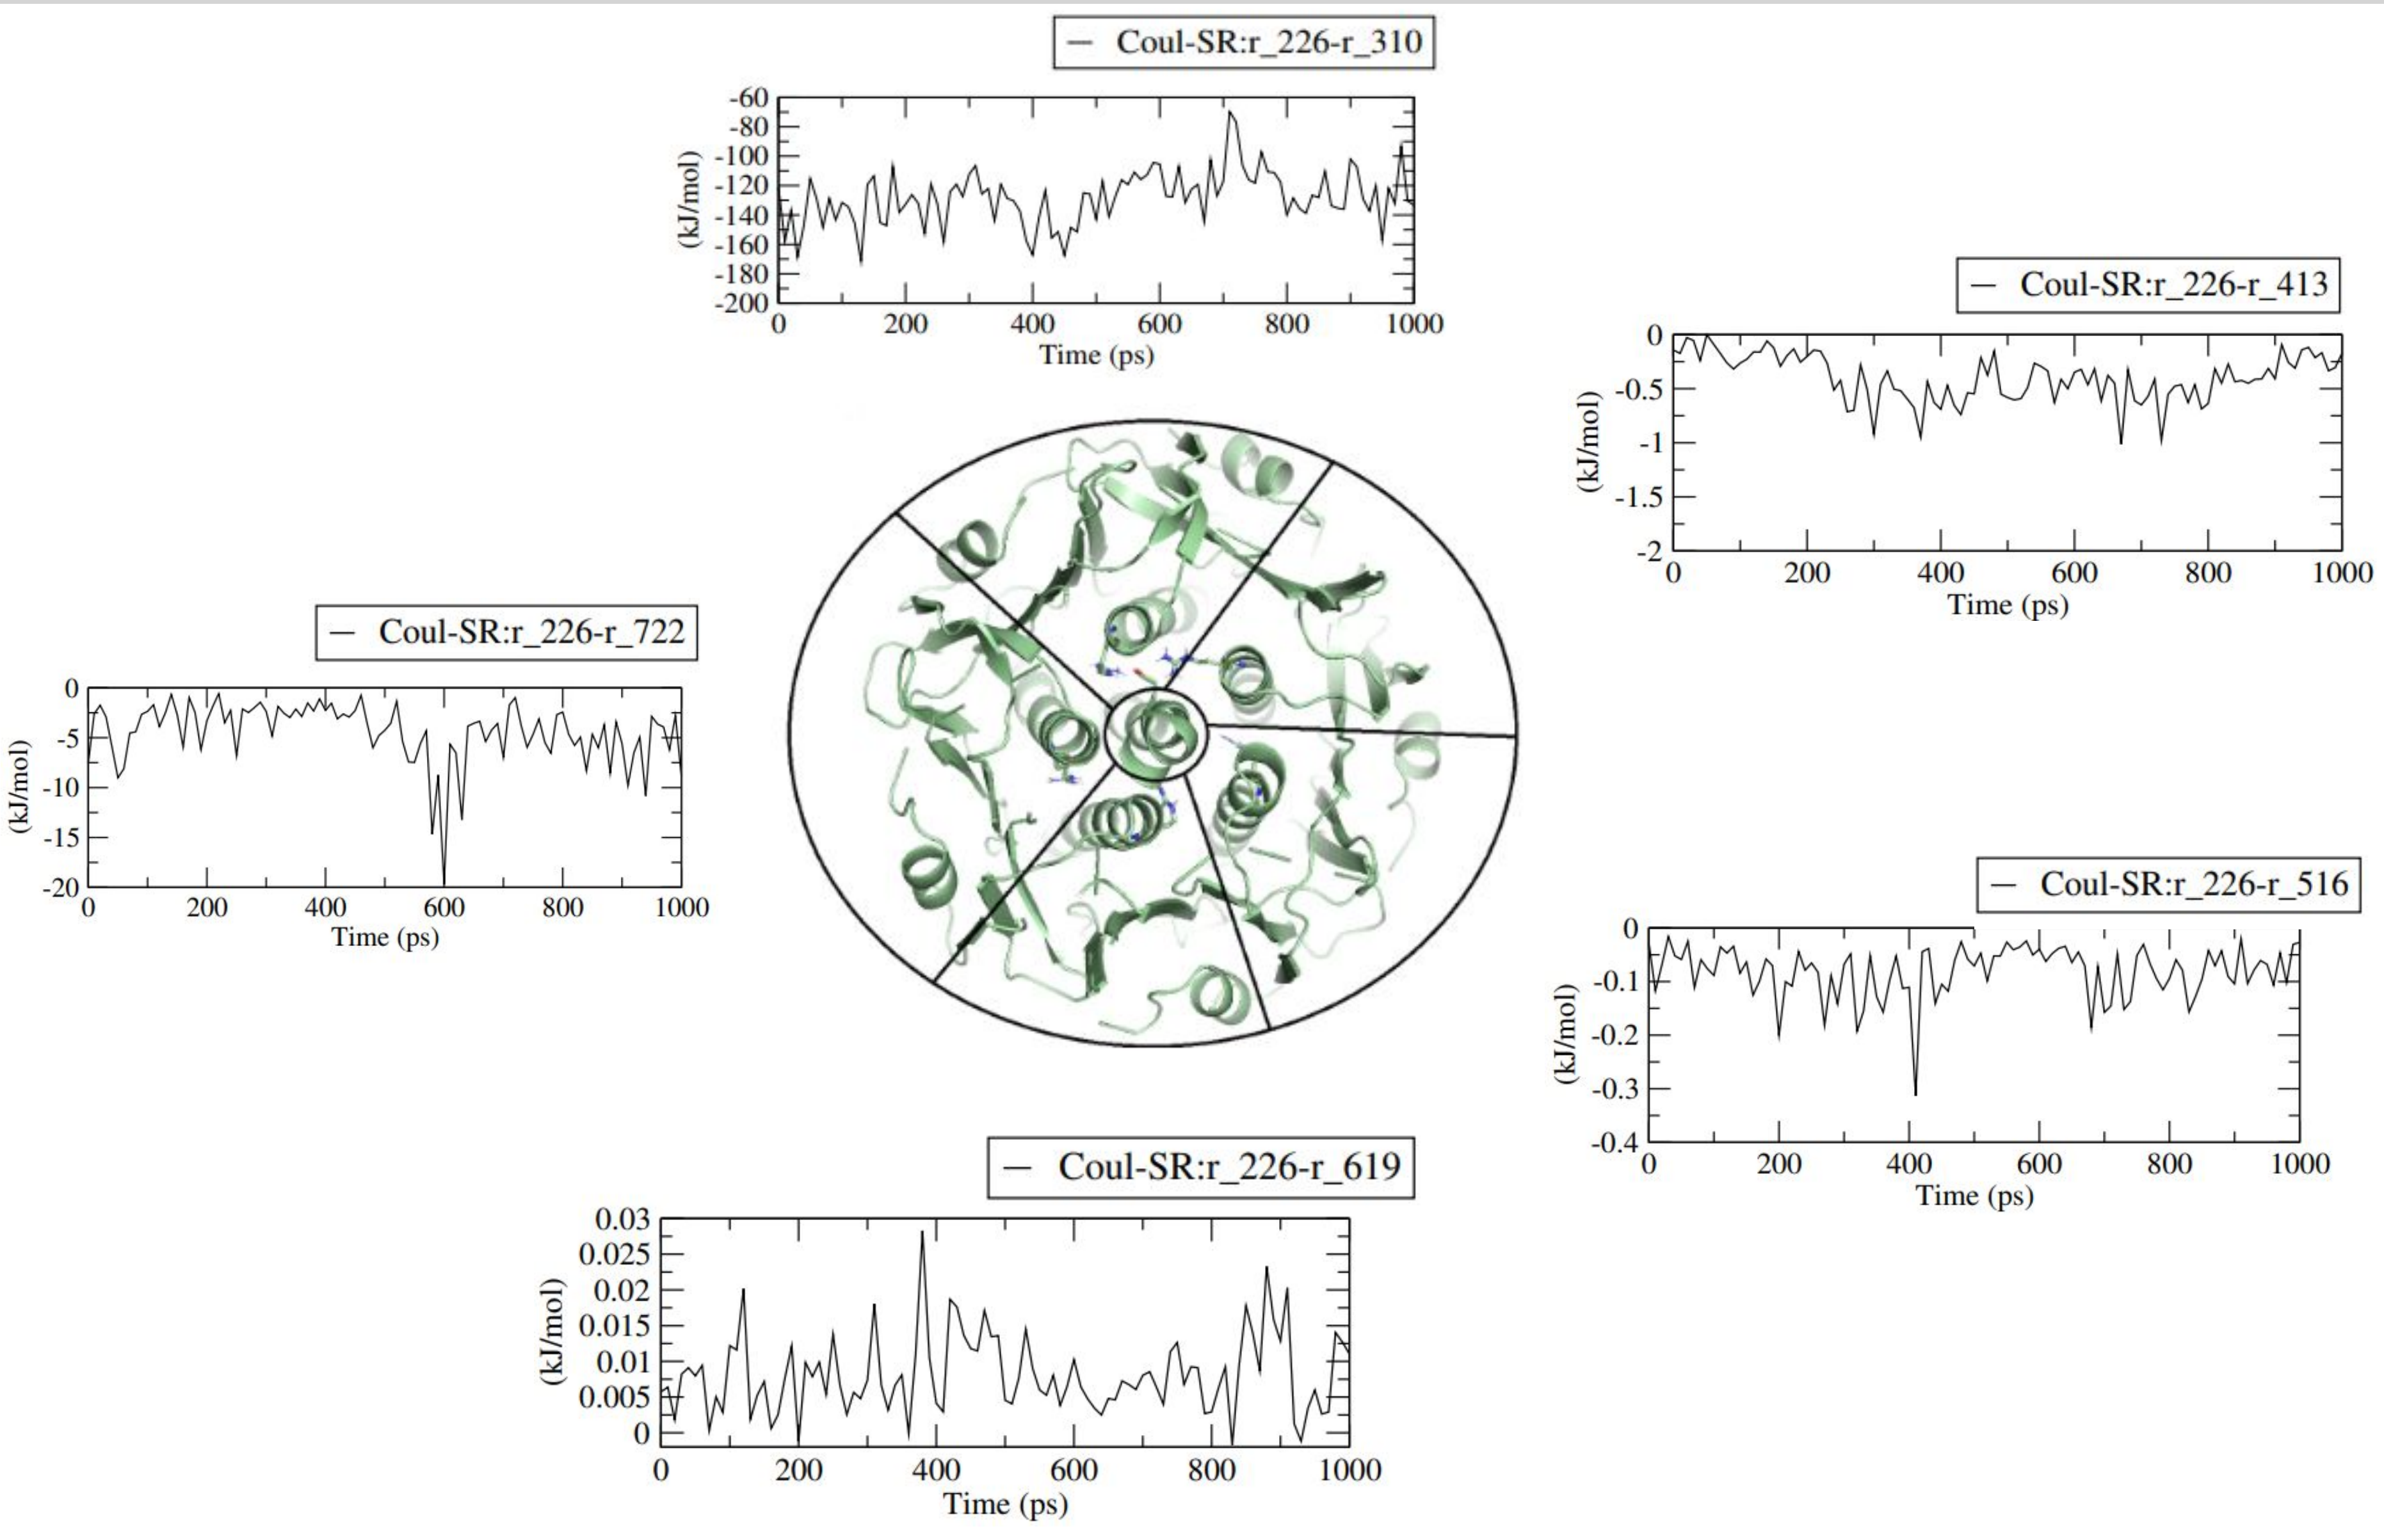 Coul-SR:r_226-r_310
-60
-80
-100
-120
-140
-160
-180
-200
(kJ/mol)
0 200 400 600 800 1000
Time (ps)
Coul-SR:r_226-r_413
0
-0.5
-1
-1.5
-2
(kJ/mol)
0 200 400 600 800 1000
Time (ps)
Coul-SR:r_226-r_722
0
-5
-10
-15
-20
(kJ/mol)
0 200 400 600 800 1000
Time (ps)
Coul-SR:r_226-r_516
0
-0.1
-0.2
-0.3
-0.4
(kJ/mol)
0 200 400 600 800 1000
Time (ps)
Coul-SR:r_226-r_619
0.03
0.025
0.02
0.015
0.01
0.005
0
(kJ/mol)
0 200 400 600 800 1000
Time (ps)